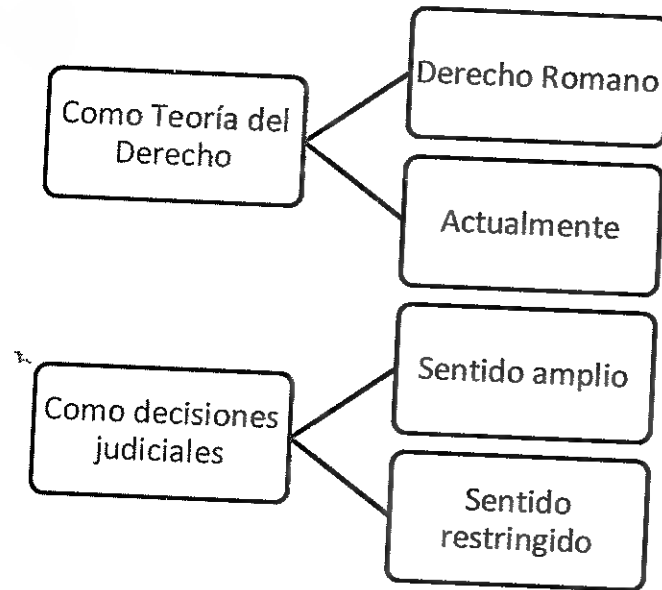 Como Teoría del
Derecho
Derecho Romano
Actualmente
Como decisiones
judiciales
Sentido amplio
Sentido
restringido